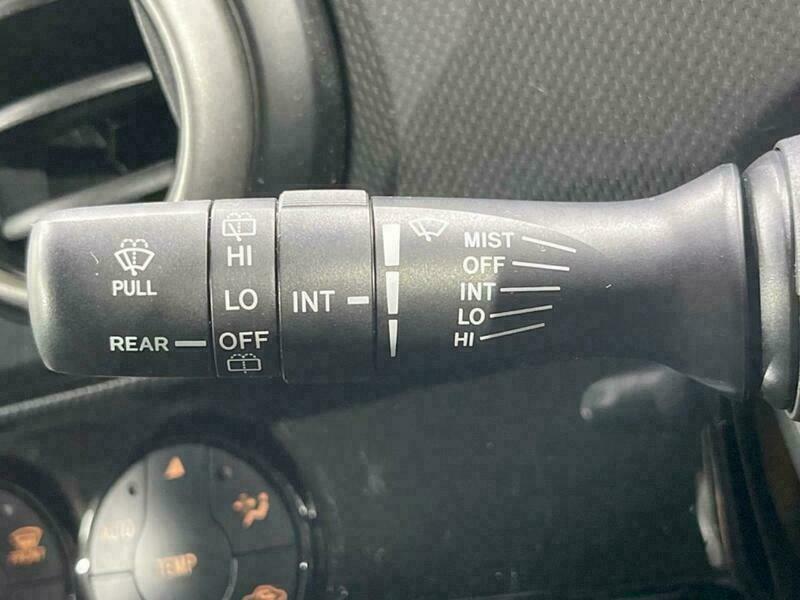 PULL
REAR
HI
LO
OFF
INT
MIST
OFF
INT
LO
HI
AUTO
TEMP